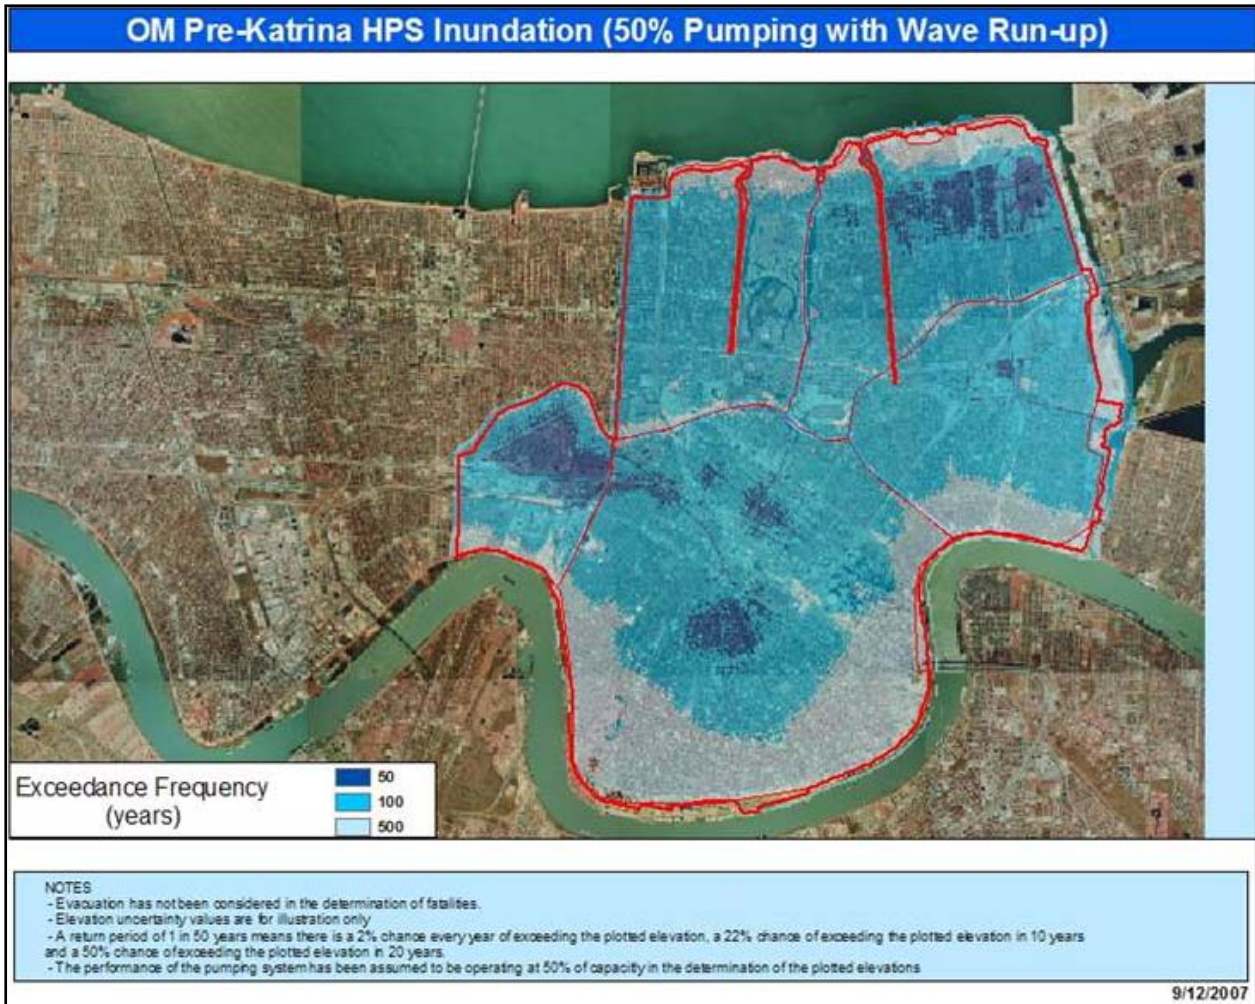 OM Pre-Katrina HPS Inundation (50% Pumping with Wave Run-up)
Exceedance Frequency
(years)
50
100
500
NOTES
- Evacuation has not been considered in the determination of fatalities.
- Elevation uncertainty values are for illustration only
- A return period of 1 in 50 years means there is a 2% chance every year of exceeding the plotted elevation, a 22% chance of exceeding the plotted elevation in 10 years
and a 50% chance of exceeding the plotted elevation in 20 years.
- The performance of the pumping system has been assumed to be operating at 50% of capacity in the determination of the plotted elevations
9/12/2007